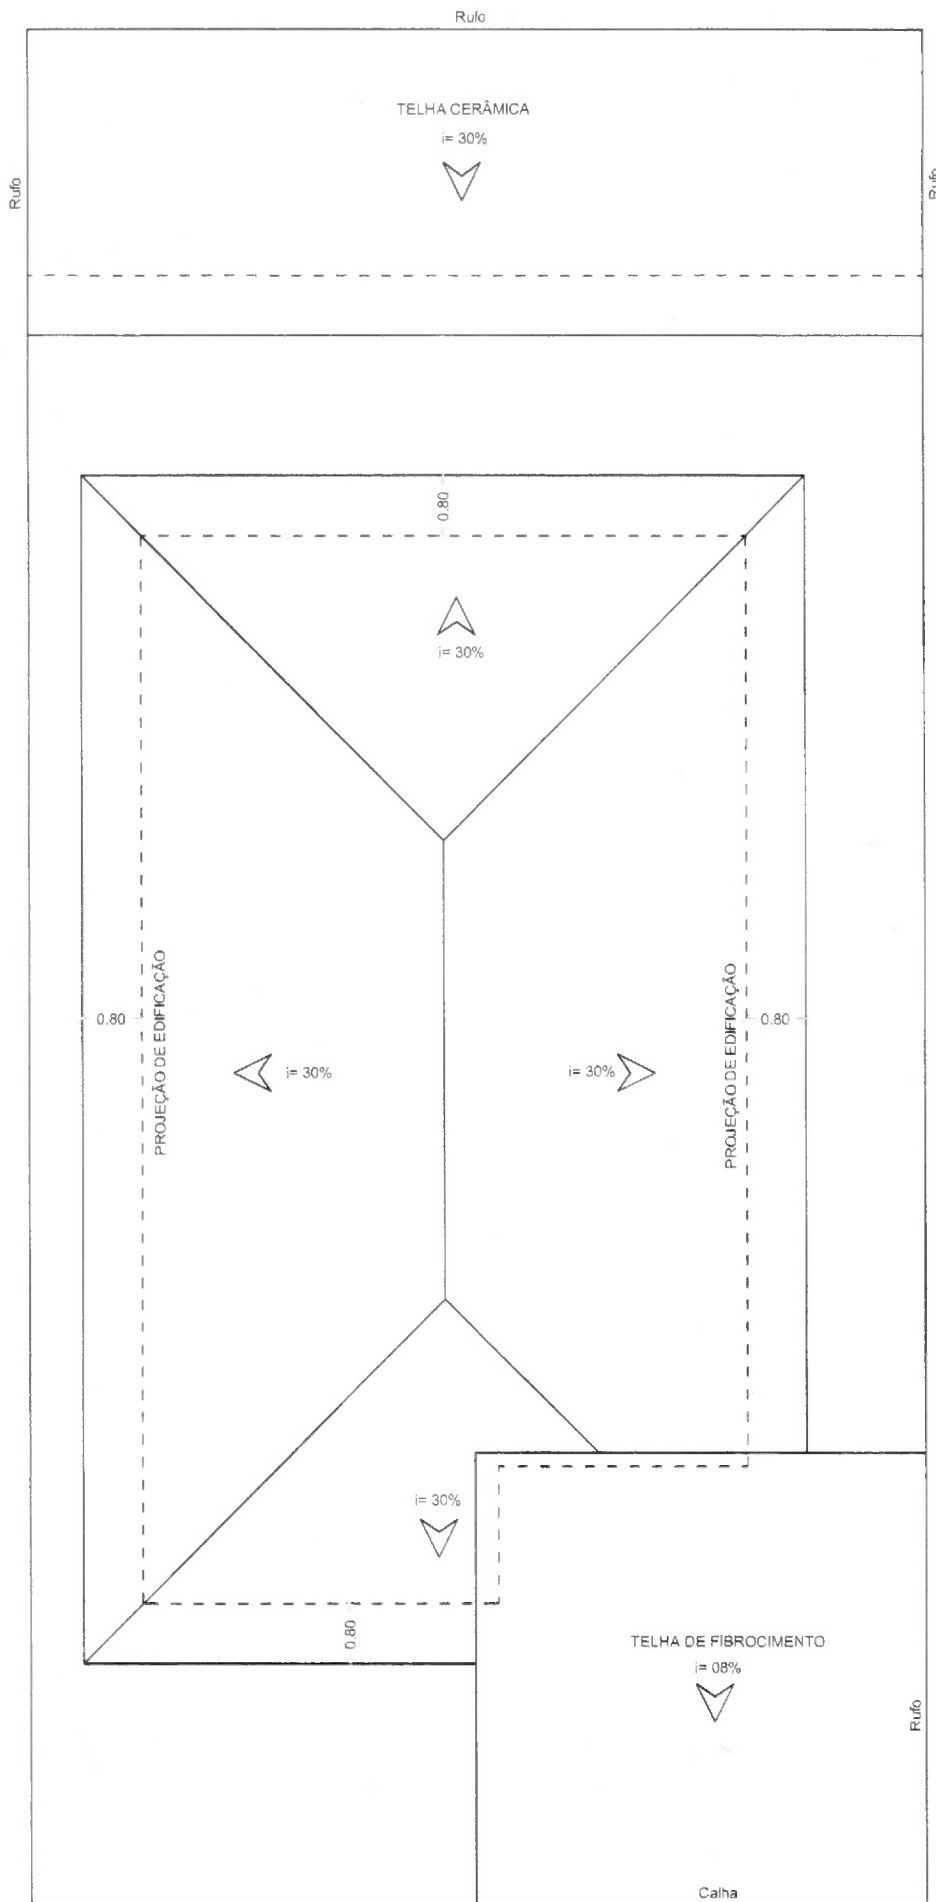 Rufo
TELHA CERÂMICA
i= 30%
Rufo
Rufo
0.80
i= 30%
PROJEÇÃO DE EDIFICAÇÃO
PROJEÇÃO DE EDIFICAÇÃO
0.80
0.80
i= 30%
i= 30%
i= 30%
0.80
TELHA DE FIBROCIMENTO
i= 08%
Rufo
Calha